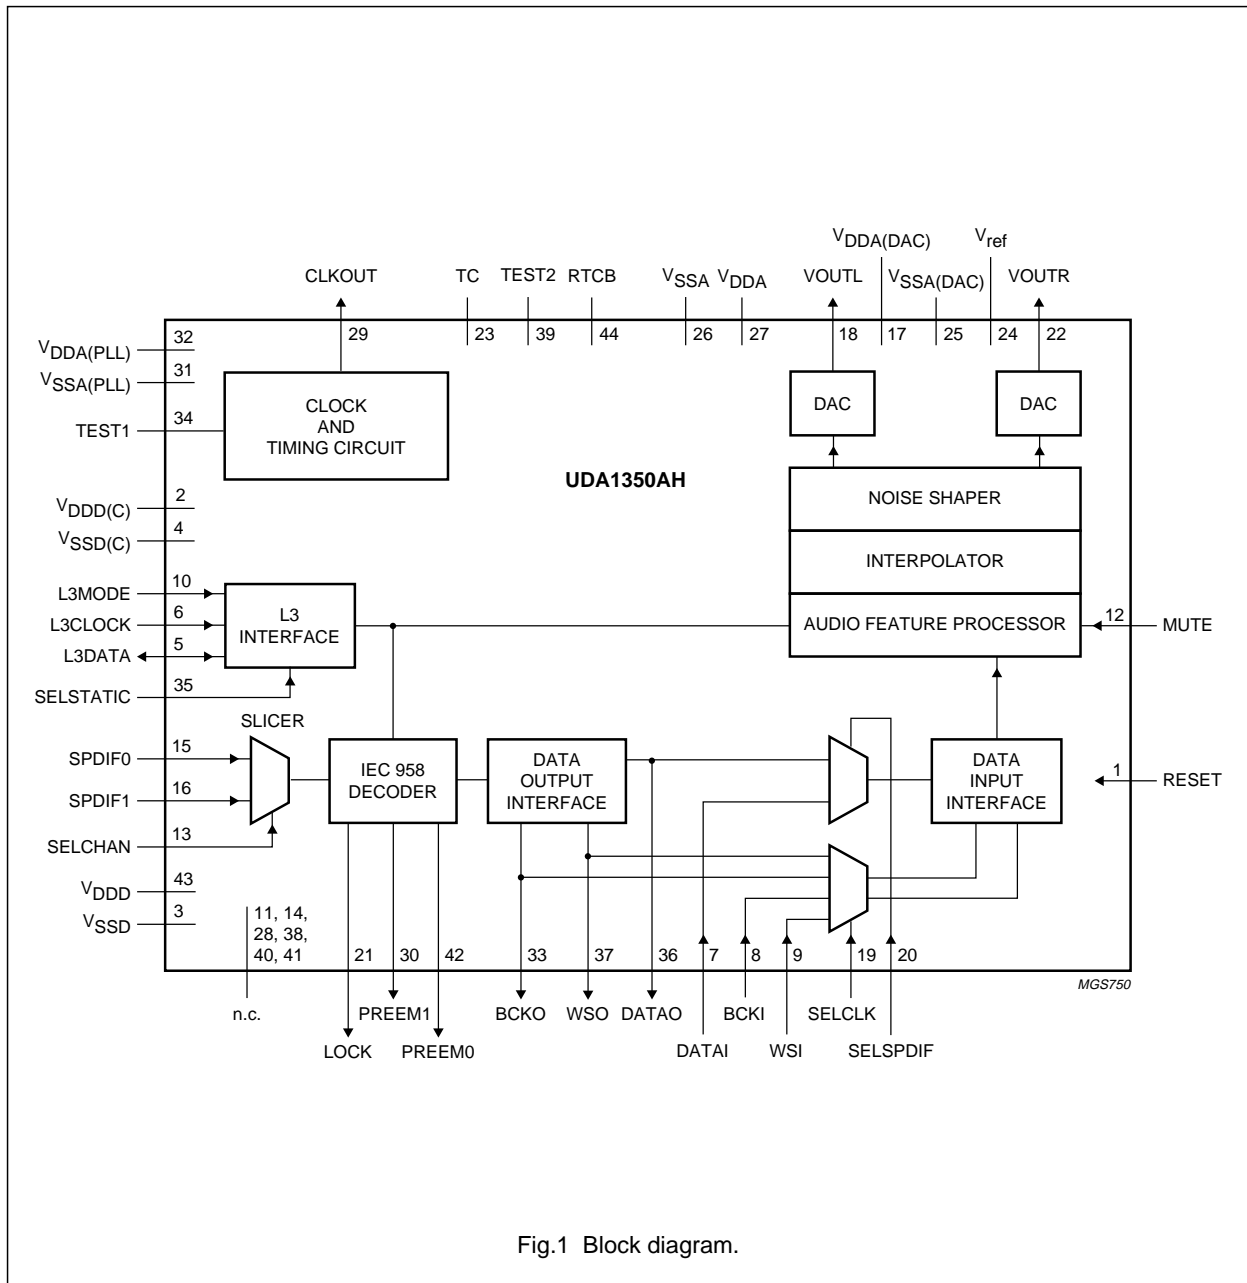 VDDA(DAC)
Vref
CLKOUT
TC
TEST2
RTCB
VSSA
VDDA
VOUTL
VSSA(DAC)
VOUTR
29
23
39
44
26
27
18
17
25
24
22
VDDA(PLL)
32
VSSA(PLL)
31
TEST1
34
CLOCK
AND
TIMING CIRCUIT
DAC
DAC
UDA1350AH
NOISE SHAPER
INTERPOLATOR
AUDIO FEATURE PROCESSOR
VDDD(C)
2
VSSD(C)
4
L3MODE
10
L3CLOCK
6
L3DATA
5
L3
INTERFACE
12
MUTE
SELSTATIC
35
SLICER
SPDIF0
15
SPDIF1
16
SELCHAN
13
IEC 958
DECODER
DATA
OUTPUT
INTERFACE
DATA
INPUT
INTERFACE
1
RESET
VDDD
43
VSSD
3
11, 14,
28, 38,
40, 41
21
30
42
33
37
36
7
8
9
19
20
MGS750
n.c.
PREEM1
BCKO
WSO
DATAO
BCKI
SELCLK
LOCK
PREEM0
DATAI
WSI
SELSPDIF
Fig.1 Block diagram.